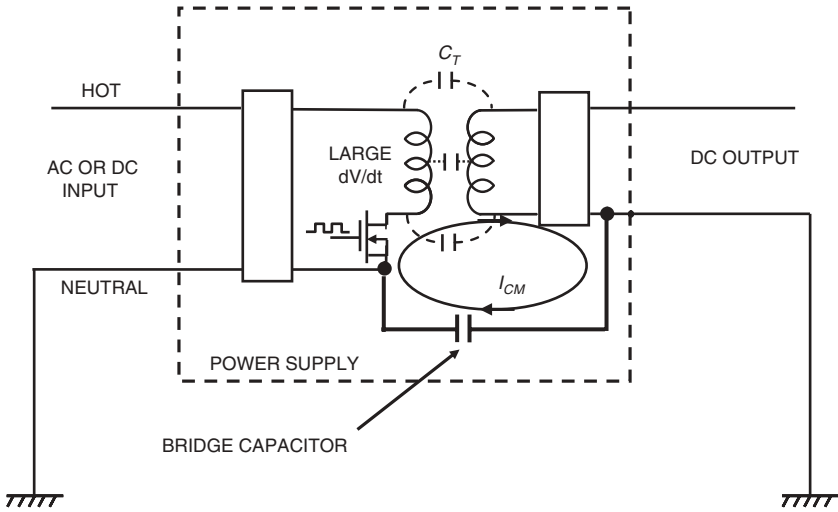 C_T
HOT
LARGE
dV/dt
AC OR DC
INPUT
DC OUTPUT
NEUTRAL
I_CM
POWER SUPPLY
BRIDGE CAPACITOR